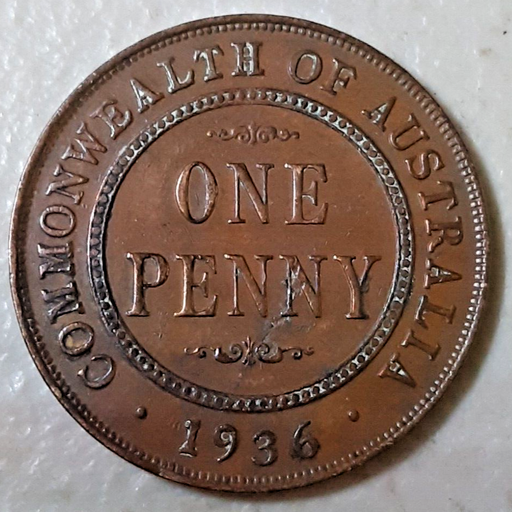 COMMONWEALTH OF AUSTRALIA
ONE
PENNY
· 1936 ·